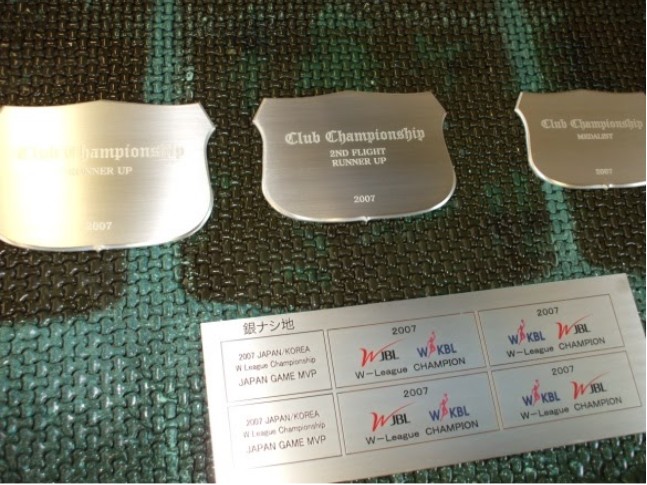 Club Championship
RUNNER UP
2007
Club Championship
2ND FLIGHT
RUNNER UP
2007
Club Championship
MEDALIST
2007
銀ナシ地
2007 JAPAN/KOREA
W League Championship
JAPAN GAME MVP
2007
WJBL WKBL
W-League CHAMPION
2007
WKBL WJBL
W-League CHAMPION
2007 JAPAN/KOREA
W League Championship
JAPAN GAME MVP
2007
WJBL WKBL
W-League CHAMPION
2007
WKBL WJBL
W-League CHAMPION